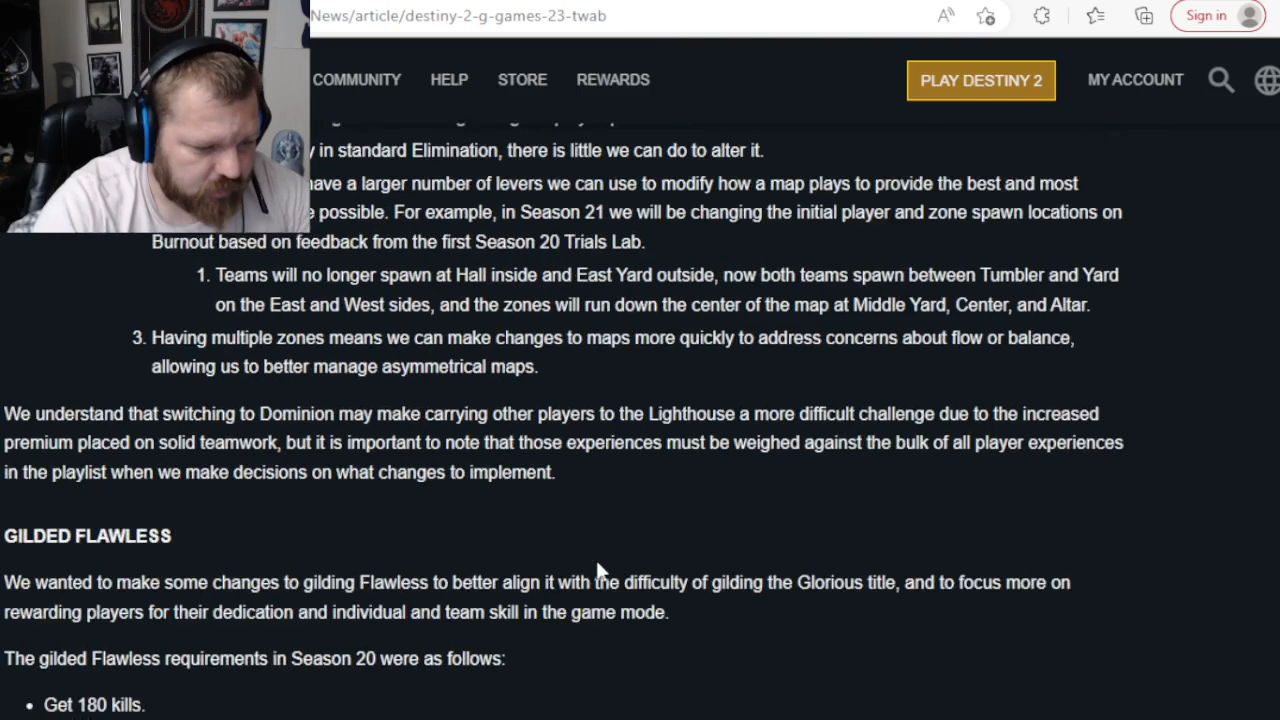 News/article/destiny-2-g-games-23-twab
Sign in
COMMUNITY HELP STORE REWARDS PLAY DESTINY 2 MY ACCOUNT
y in standard Elimination, there is little we can do to alter it.
have a larger number of levers we can use to modify how a map plays to provide the best and most
e possible. For example, in Season 21 we will be changing the initial player and zone spawn locations on
Burnout based on feedback from the first Season 20 Trials Lab.
1. Teams will no longer spawn at Hall inside and East Yard outside, now both teams spawn between Tumbler and Yard
on the East and West sides, and the zones will run down the center of the map at Middle Yard, Center, and Altar.
3. Having multiple zones means we can make changes to maps more quickly to address concerns about flow or balance,
allowing us to better manage asymmetrical maps.
We understand that switching to Dominion may make carrying other players to the Lighthouse a more difficult challenge due to the increased
premium placed on solid teamwork, but it is important to note that those experiences must be weighed against the bulk of all player experiences
in the playlist when we make decisions on what changes to implement.
GILDED FLAWLESS
We wanted to make some changes to gilding Flawless to better align it with the difficulty of gilding the Glorious title, and to focus more on
rewarding players for their dedication and individual and team skill in the game mode.
The gilded Flawless requirements in Season 20 were as follows:
• Get 180 kills.